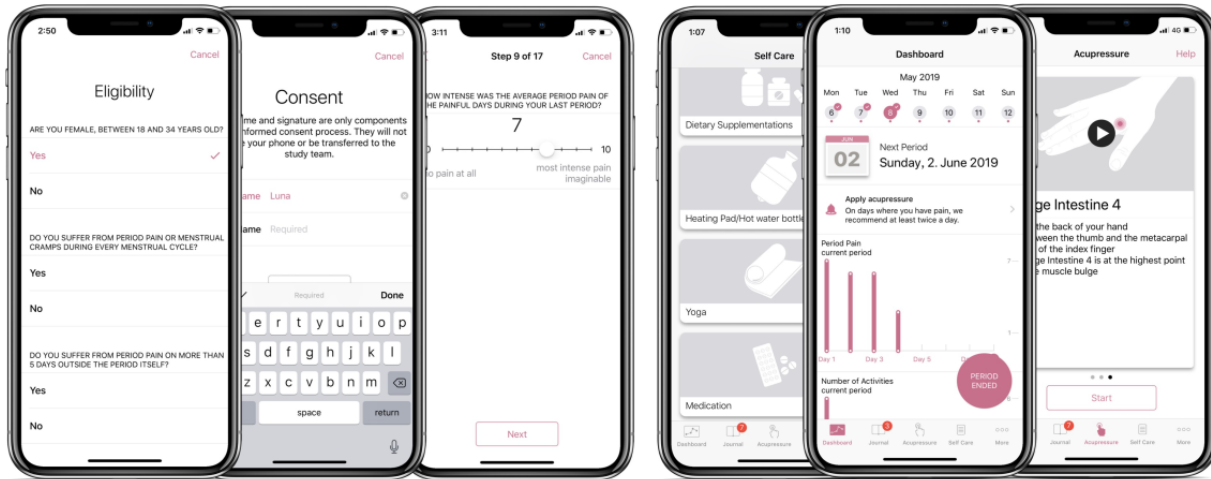 2:50
Cancel
Eligibility
ARE YOU FEMALE, BETWEEN 18 AND 34 YEARS OLD?
Yes
No
DO YOU SUFFER FROM PERIOD PAIN OR MENSTRUAL
CRAMPS DURING EVERY MENSTRUAL CYCLE?
Yes
No
DO YOU SUFFER FROM PERIOD PAIN ON MORE THAN
5 DAYS OUTSIDE THE PERIOD ITSELF?
Yes
No
Cancel
Consent
me and signature are only components
nformed consent process. They will not
e your phone or be transferred to the
study team.
ame Luna
ame Required
Required Done
e r t y u i o p
s d f g h j k l
z x c v b n m
space return
3:11
Step 9 of 17 Cancel
OW INTENSE WAS THE AVERAGE PERIOD PAIN OF
HE PAINFUL DAYS DURING YOUR LAST PERIOD?
7
0 10
o pain at all most intense pain
imaginable
Next
1:07
Self Care
Dietary Supplementations
Heating Pad/Hot water bottle
Yoga
Medication
Dashboard Journal 7 Acupressure
1:10
Dashboard
May 2019
Mon Tue Wed Thu Fri Sat Sun
6 7 8 9 10 11 12
JUN
02
Next Period
Sunday, 2. June 2019
Apply acupressure
On days where you have pain, we
recommend at least twice a day.
Period Pain
current period
7
1
Day 1 Day 3 Day 5
PERIOD
ENDED
Number of Activities
current period
6
Dashboard Journal 3 Acupressure Self Care More
4G
Acupressure Help
ge Intestine 4
the back of your hand
ween the thumb and the metacarpal
of the index finger
ge Intestine 4 is at the highest point
e muscle bulge
Start
Journal 7 Acupressure Self Care More